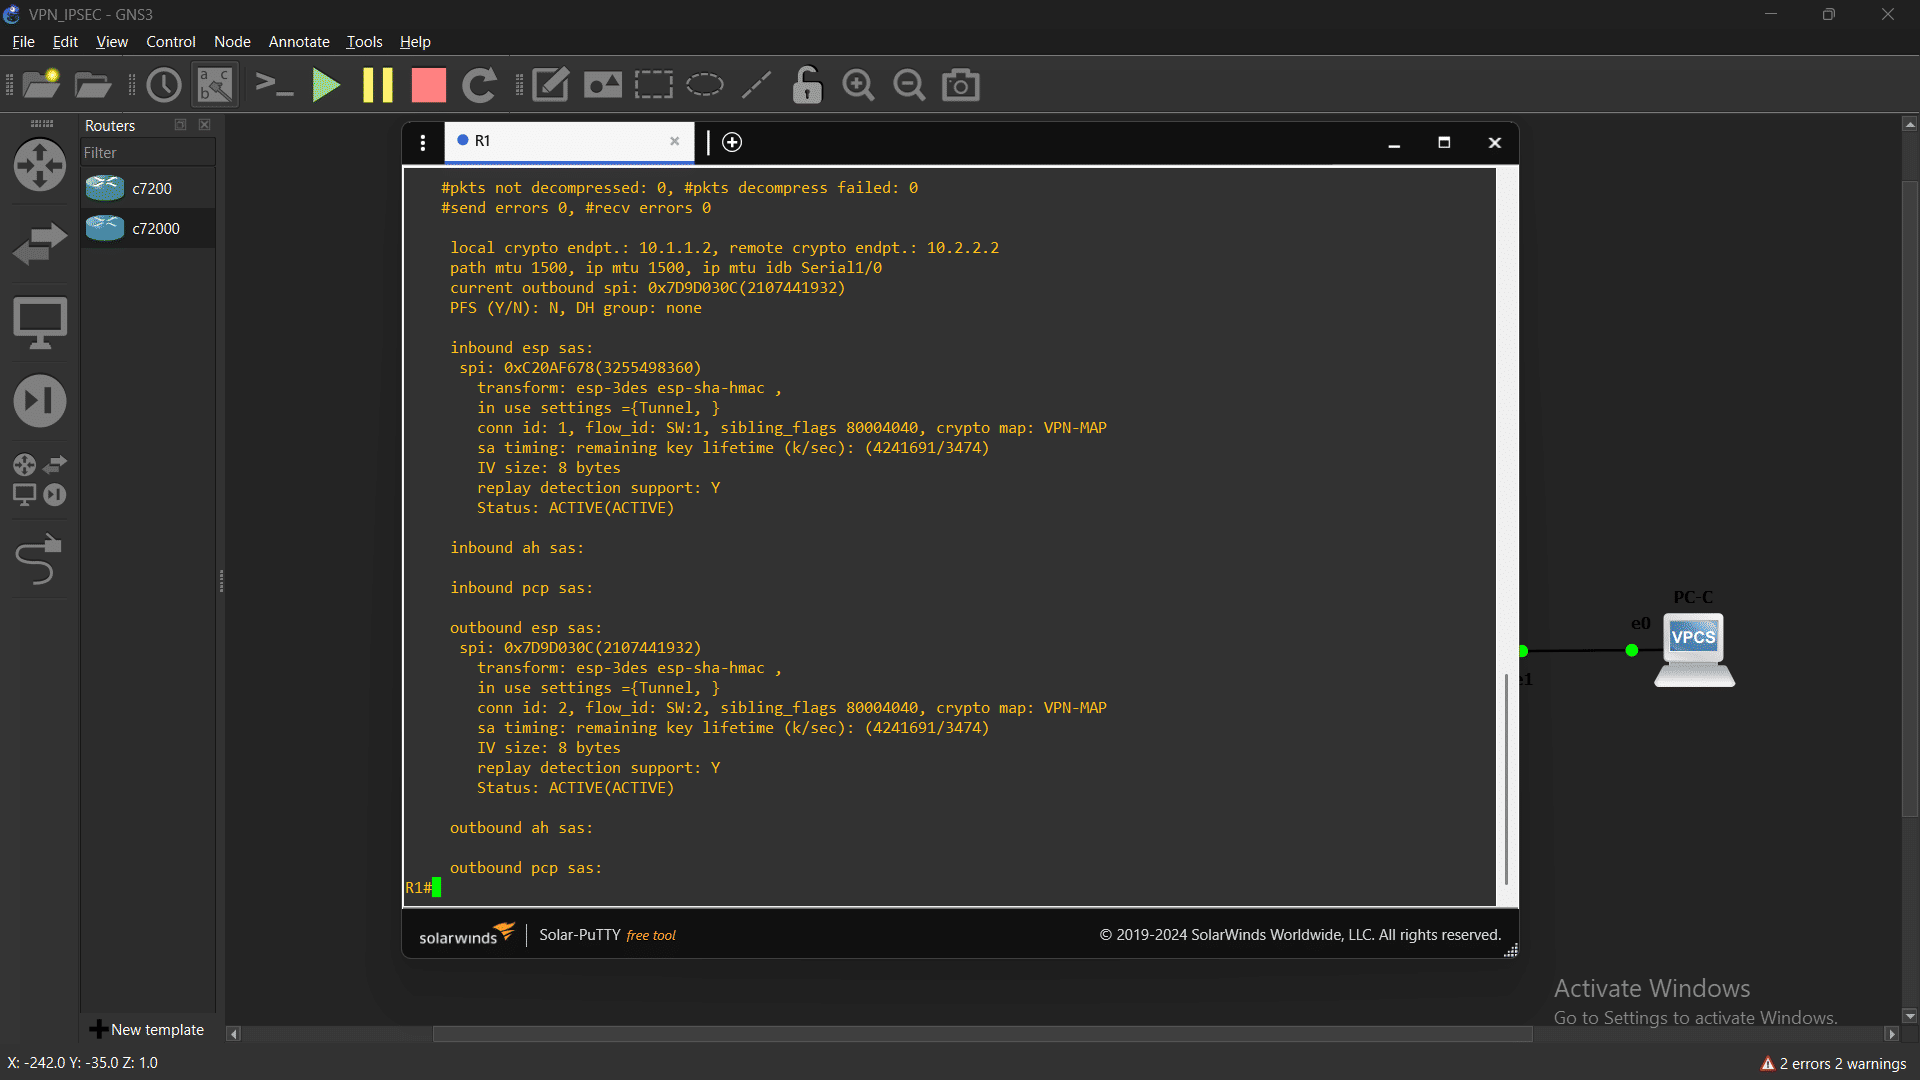 VPN_IPSEC - GNS3
File Edit View Control Node Annotate Tools Help
Routers
Filter
c7200
c72000
R1
#pkts not decompressed: 0, #pkts decompress failed: 0
#send errors 0, #recv errors 0
local crypto endpt.: 10.1.1.2, remote crypto endpt.: 10.2.2.2
path mtu 1500, ip mtu 1500, ip mtu idb Serial1/0
current outbound spi: 0x7D9D030C(2107441932)
PFS (Y/N): N, DH group: none
inbound esp sas:
spi: 0xC20AF678(3255498360)
transform: esp-3des esp-sha-hmac ,
in use settings ={Tunnel, }
conn id: 1, flow_id: SW:1, sibling_flags 80004040, crypto map: VPN-MAP
sa timing: remaining key lifetime (k/sec): (4241691/3474)
IV size: 8 bytes
replay detection support: Y
Status: ACTIVE(ACTIVE)
inbound ah sas:
inbound pcp sas:
outbound esp sas:
spi: 0x7D9D030C(2107441932)
transform: esp-3des esp-sha-hmac ,
in use settings ={Tunnel, }
conn id: 2, flow_id: SW:2, sibling_flags 80004040, crypto map: VPN-MAP
sa timing: remaining key lifetime (k/sec): (4241691/3474)
IV size: 8 bytes
replay detection support: Y
Status: ACTIVE(ACTIVE)
outbound ah sas:
outbound pcp sas:
R1#
solarwinds Solar-PuTTY free tool © 2019-2024 SolarWinds Worldwide, LLC. All rights reserved.
PC-C
e0
VPCS
e1
Activate Windows
Go to Settings to activate Windows.
New template
X: -242.0 Y: -35.0 Z: 1.0
2 errors 2 warnings